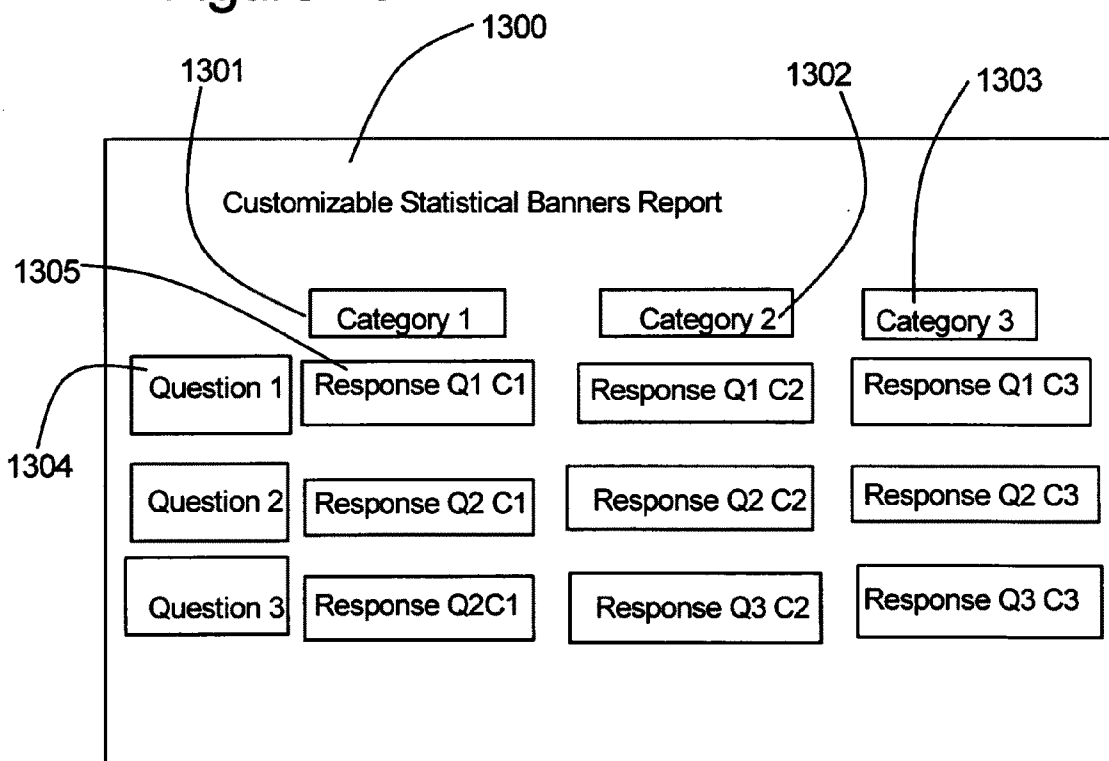 1300
1301
1302
1303
Customizable Statistical Banners Report
1305
Category 1 Category 2 Category 3
Question 1 Response Q1 C1 Response Q1 C2 Response Q1 C3
1304
Question 2 Response Q2 C1 Response Q2 C2 Response Q2 C3
Question 3 Response Q2C1 Response Q3 C2 Response Q3 C3